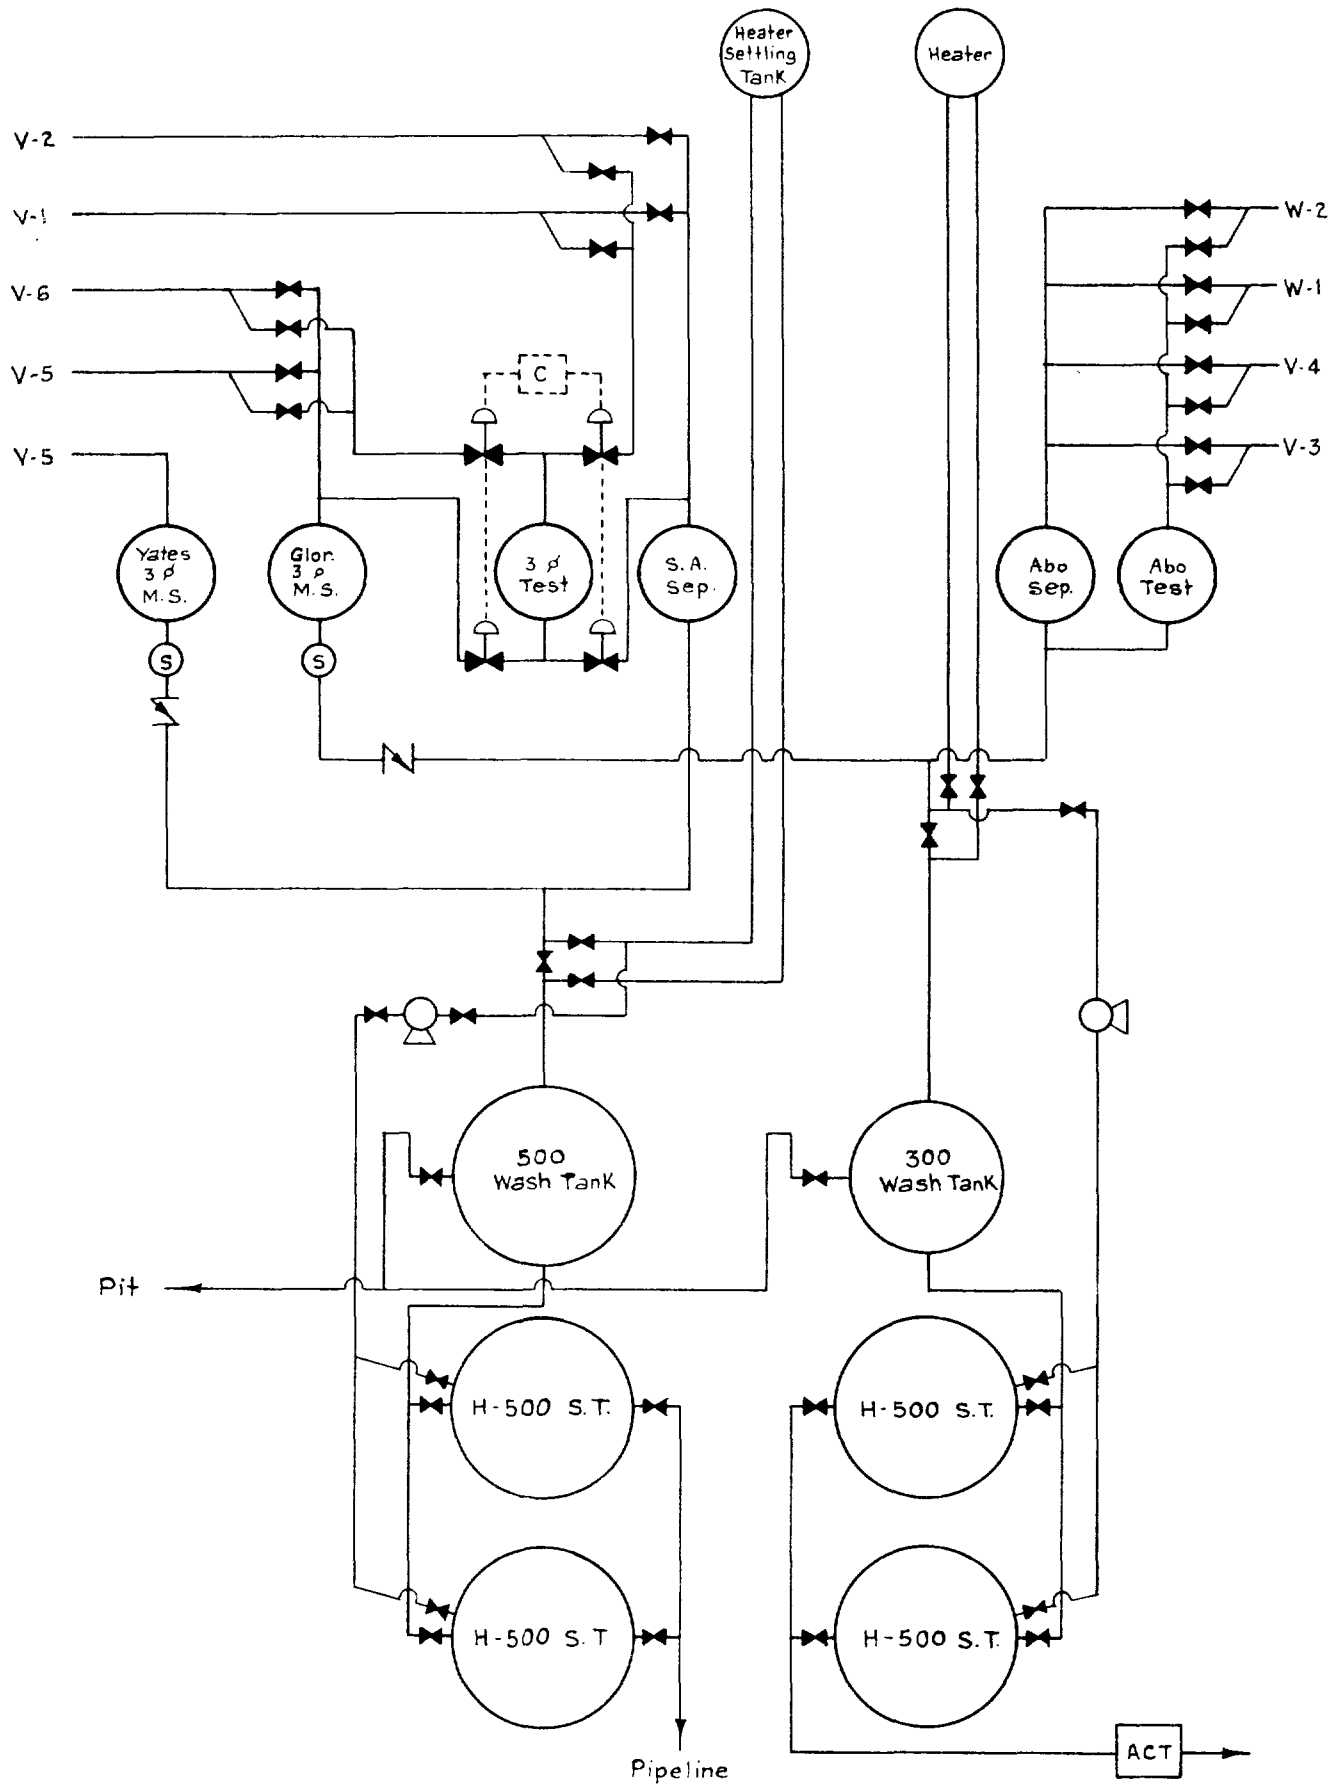 Heater
Settling
Tank
Heater
V-2
V-1
V-6
V-5
V-5
W-2
W-1
V-4
V-3
C
Yates
3 ø
M.S.
Glor.
3 ø
M.S.
3 ø
Test
S.A.
Sep.
Abo
Sep.
Abo
Test
S
S
500
Wash Tank
300
Wash Tank
Pit
H-500 S.T.
H-500 S.T.
H-500 S.T
H-500 S.T.
Pipeline
ACT